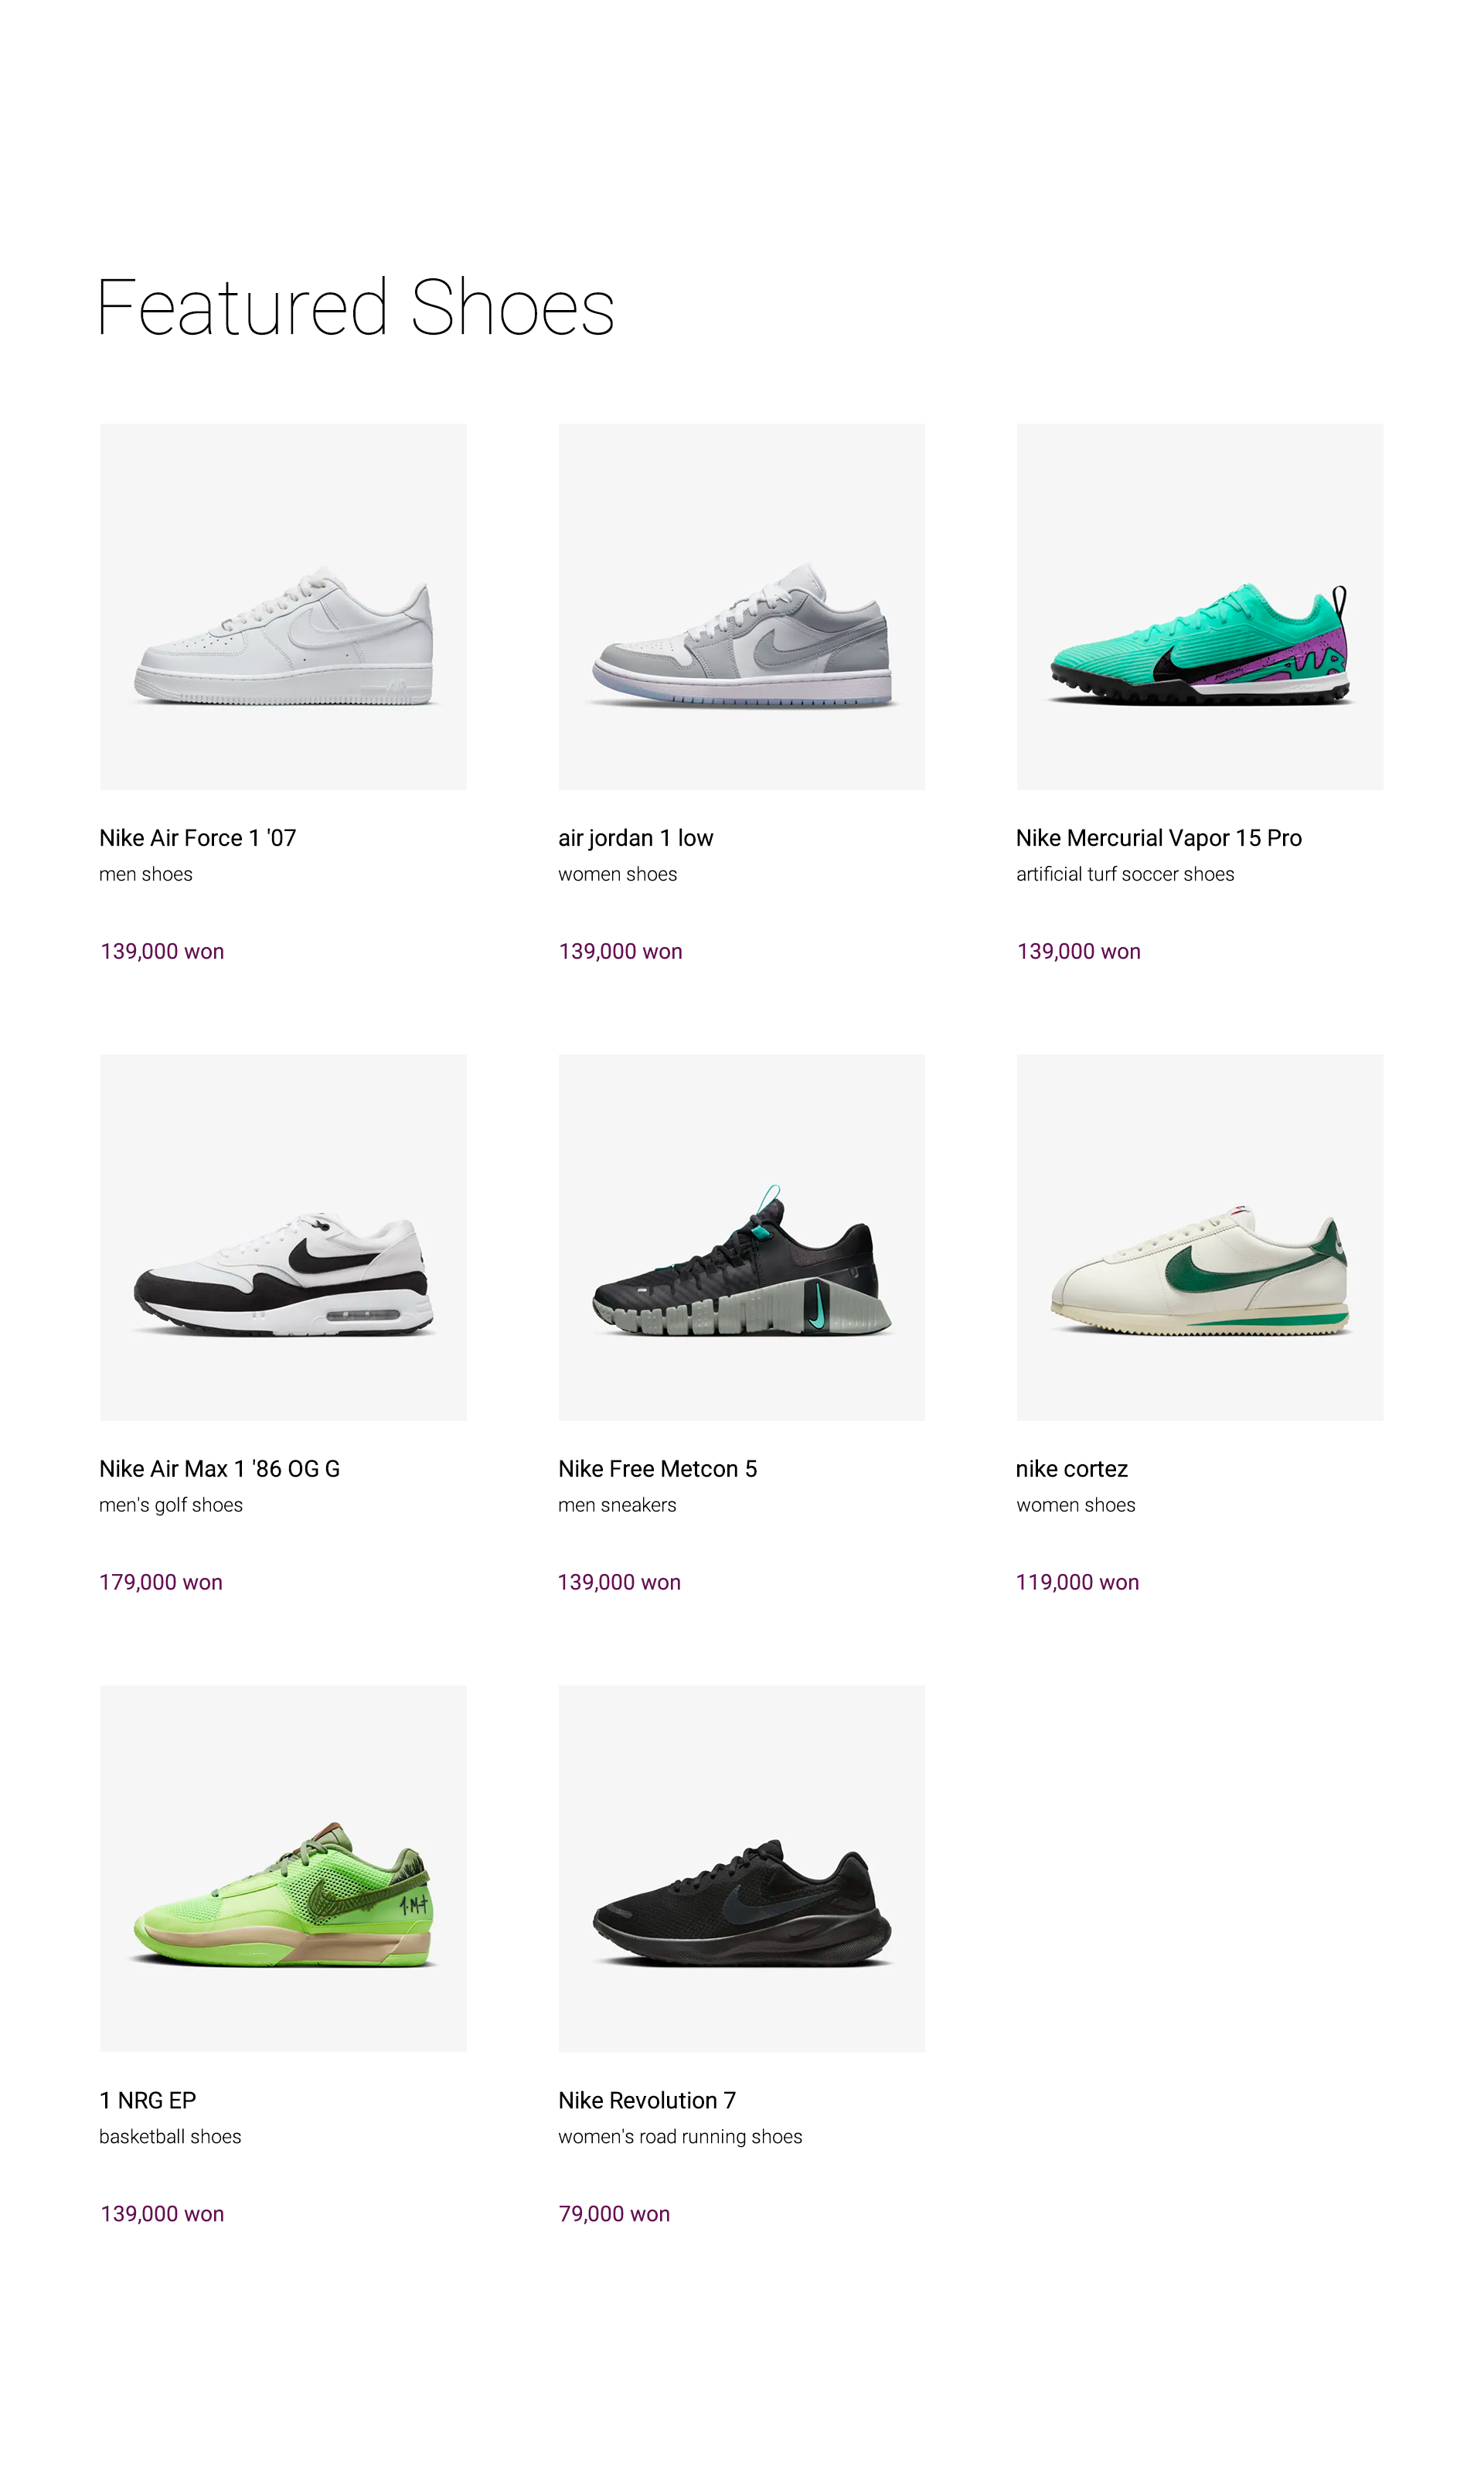 Featured Shoes
Nike Air Force 1 '07
men shoes
139,000 won
air jordan 1 low
women shoes
139,000 won
Nike Mercurial Vapor 15 Pro
artificial turf soccer shoes
139,000 won
Nike Air Max 1 '86 OG G
men's golf shoes
179,000 won
Nike Free Metcon 5
men sneakers
139,000 won
nike cortez
women shoes
119,000 won
1 NRG EP
basketball shoes
139,000 won
Nike Revolution 7
women's road running shoes
79,000 won